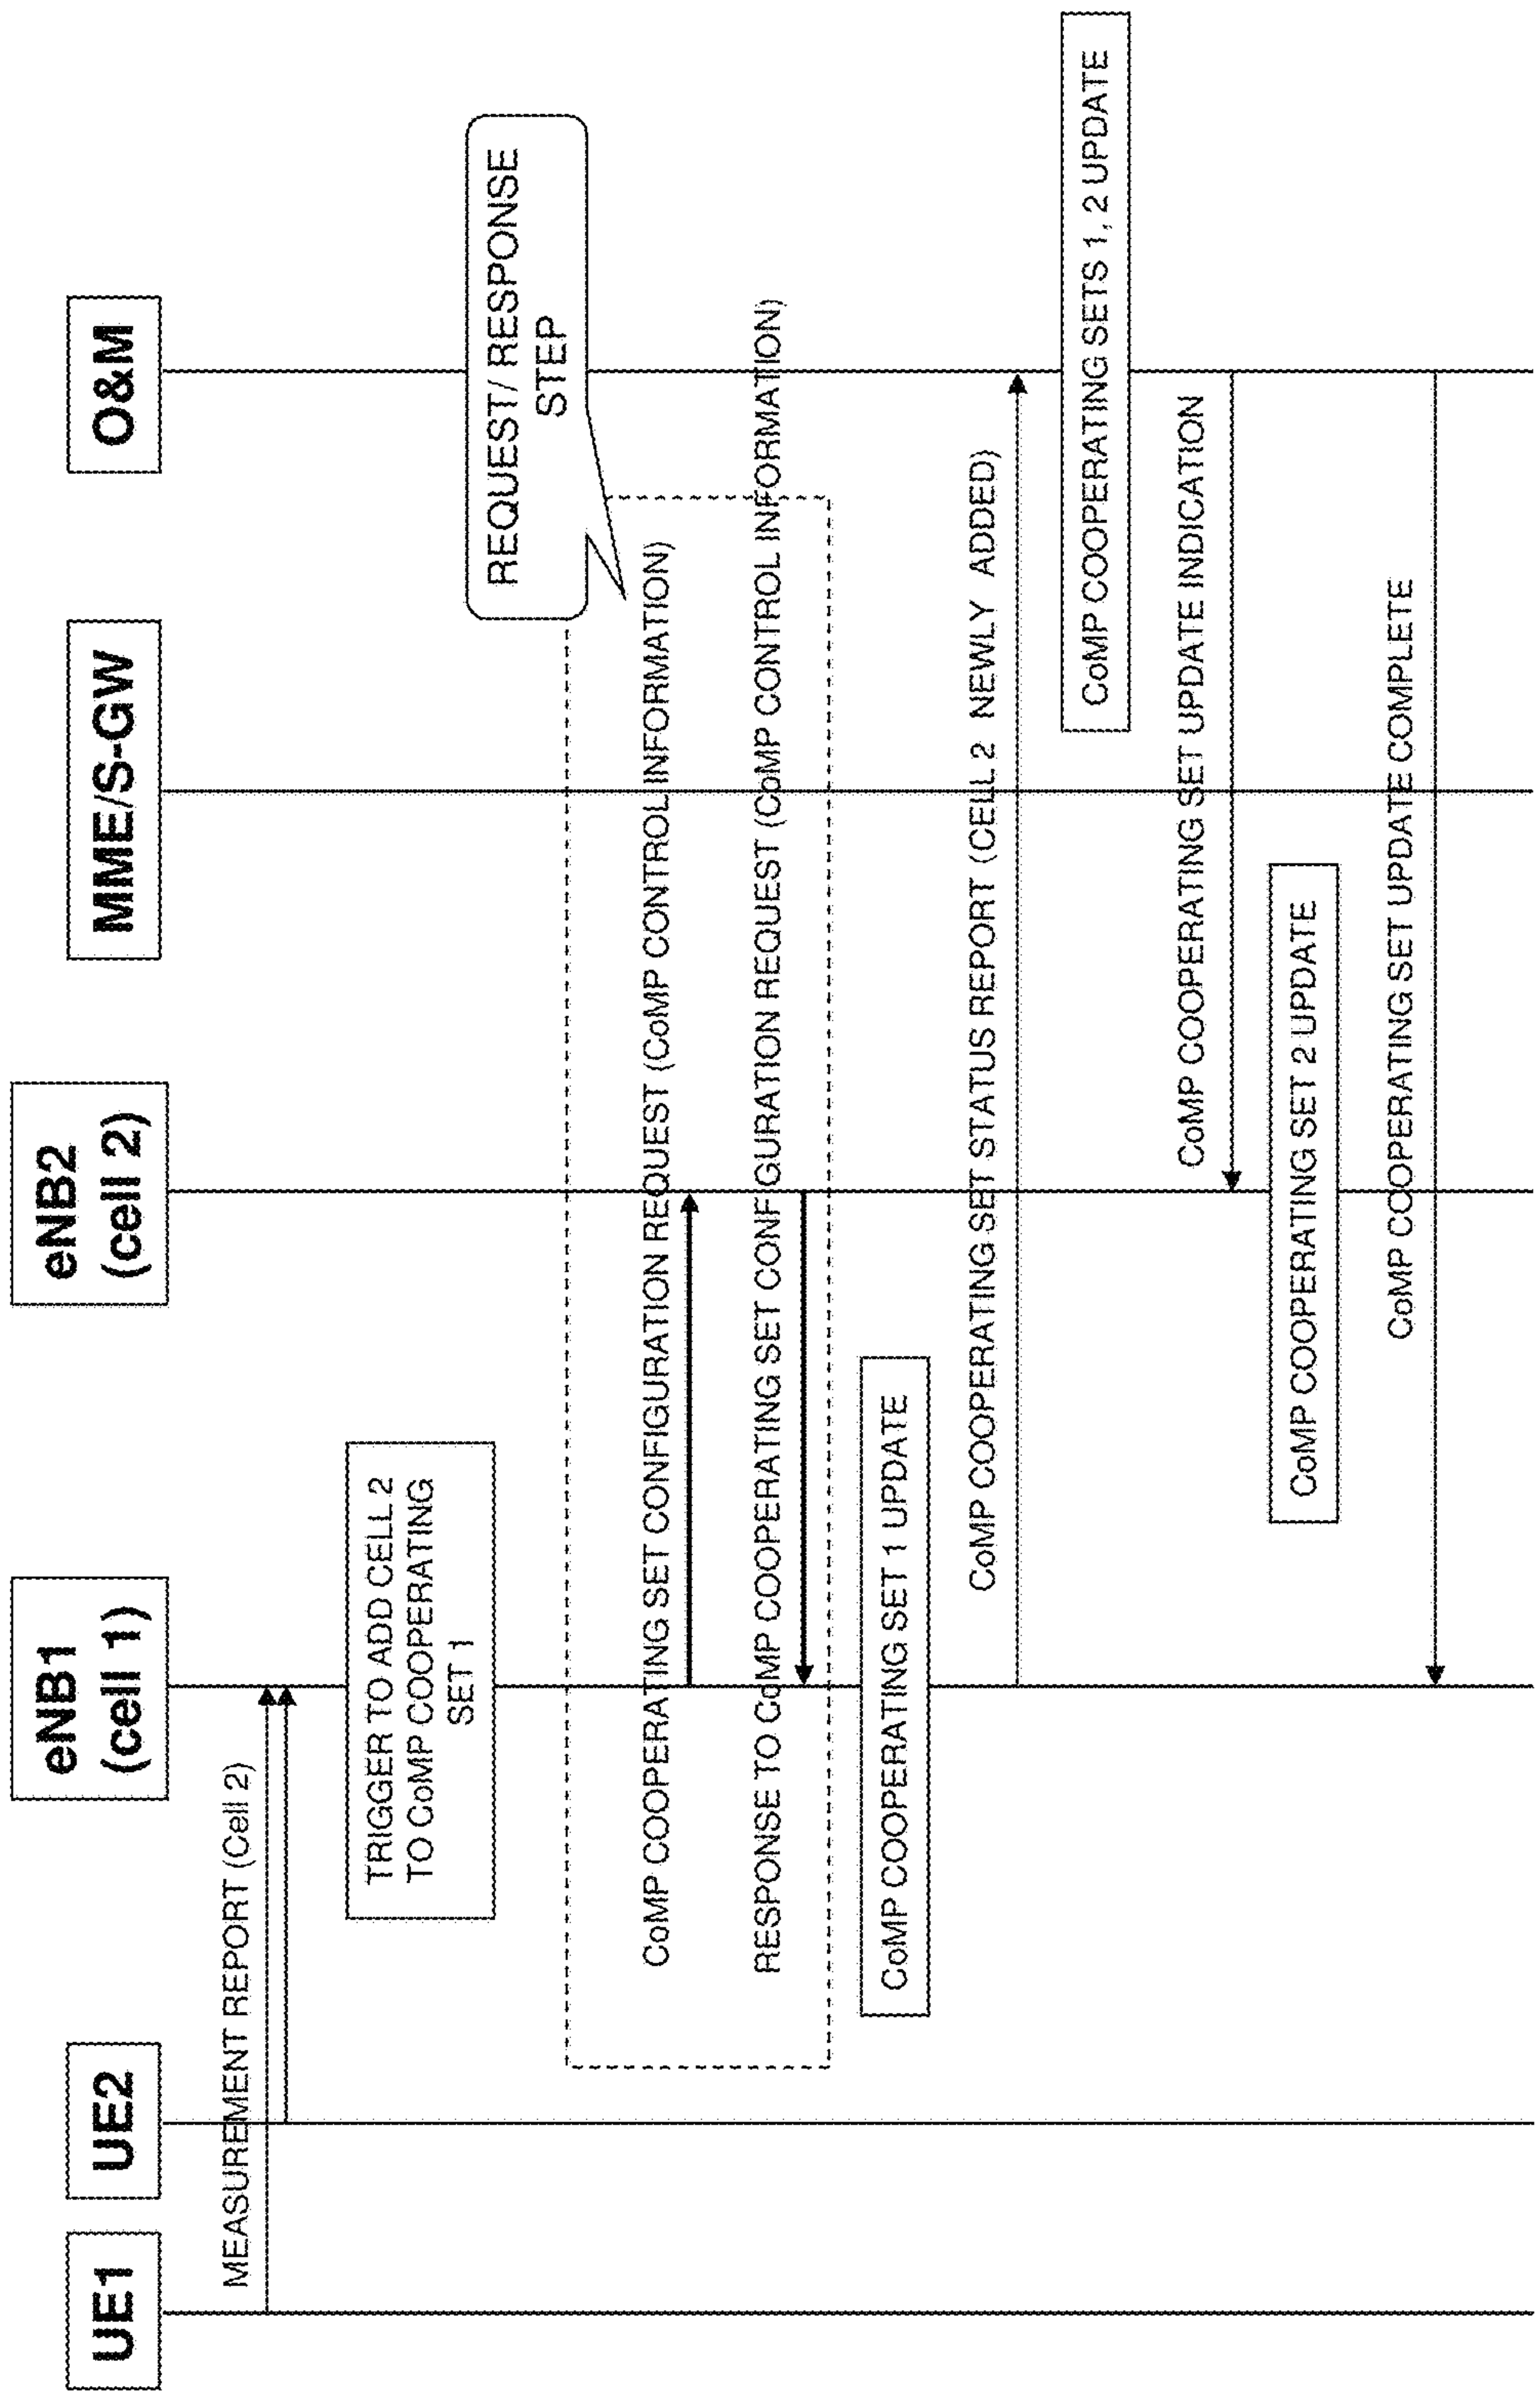 UE1
UE2
eNB1
(cell 1)
eNB2
(cell 2)
MME/S-GW
O&M
MEASUREMENT REPORT (Cell 2)
TRIGGER TO ADD CELL 2
TO CoMP COOPERATING
SET 1
REQUEST/ RESPONSE
STEP
CoMP COOPERATING SET CONFIGURATION REQUEST (CoMP CONTROL INFORMATION)
RESPONSE TO CoMP COOPERATING SET CONFIGURATION REQUEST (CoMP CONTROL INFORMATION)
CoMP COOPERATING SET 1 UPDATE
CoMP COOPERATING SET STATUS REPORT (CELL 2 NEWLY ADDED)
CoMP COOPERATING SETS 1, 2 UPDATE
CoMP COOPERATING SET UPDATE INDICATION
CoMP COOPERATING SET 2 UPDATE
CoMP COOPERATING SET UPDATE COMPLETE